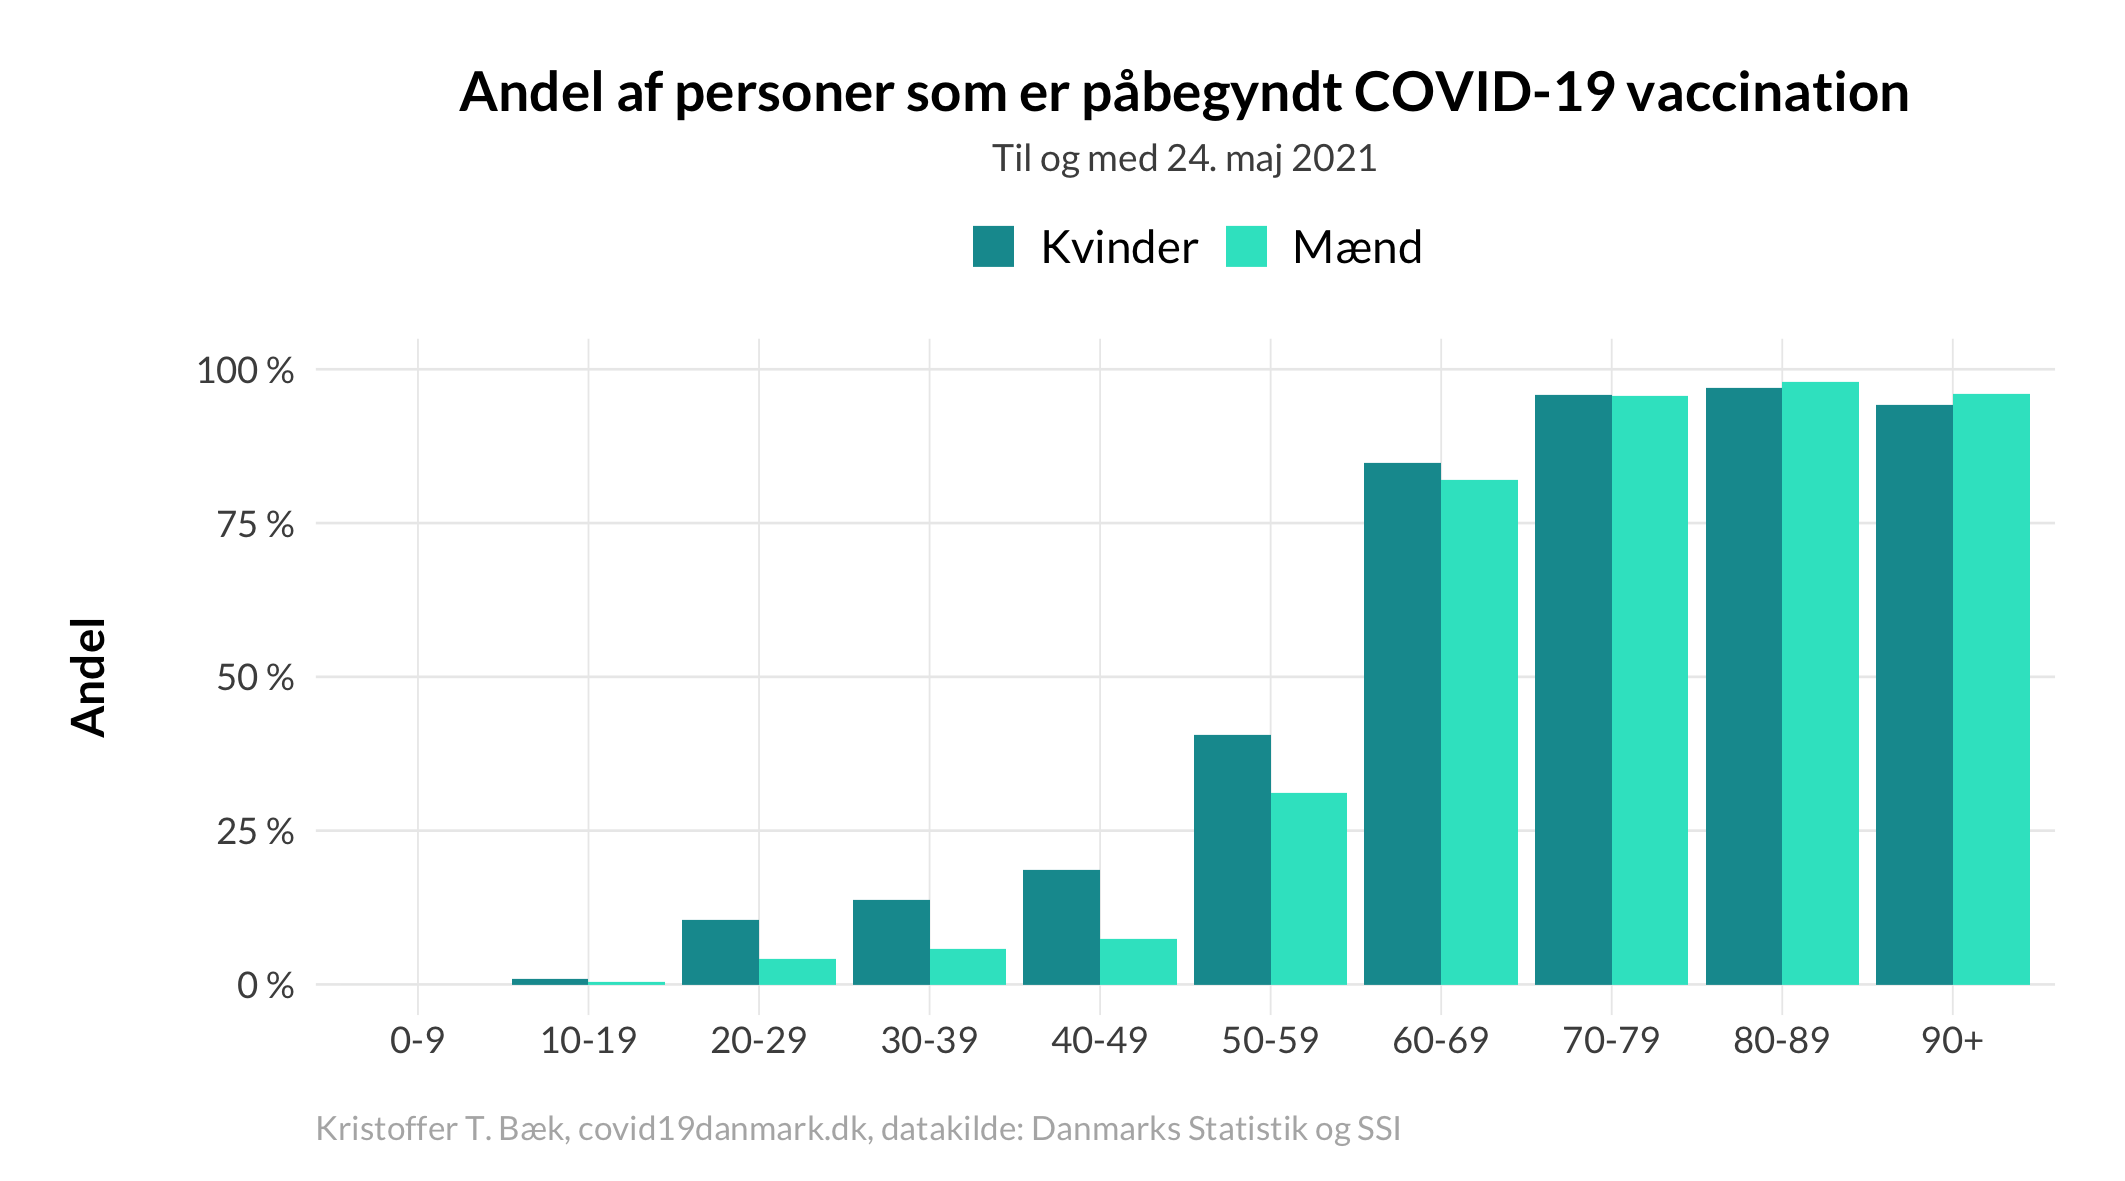 Andel af personer som er påbegyndt COVID-19 vaccination
Til og med 24. maj 2021
Kvinder Mænd
100 %
75 %
50 %
25 %
0 %
Andel
0-9 10-19 20-29 30-39 40-49 50-59 60-69 70-79 80-89 90+
Kristoffer T. Bæk, covid19danmark.dk, datakilde: Danmarks Statistik og SSI